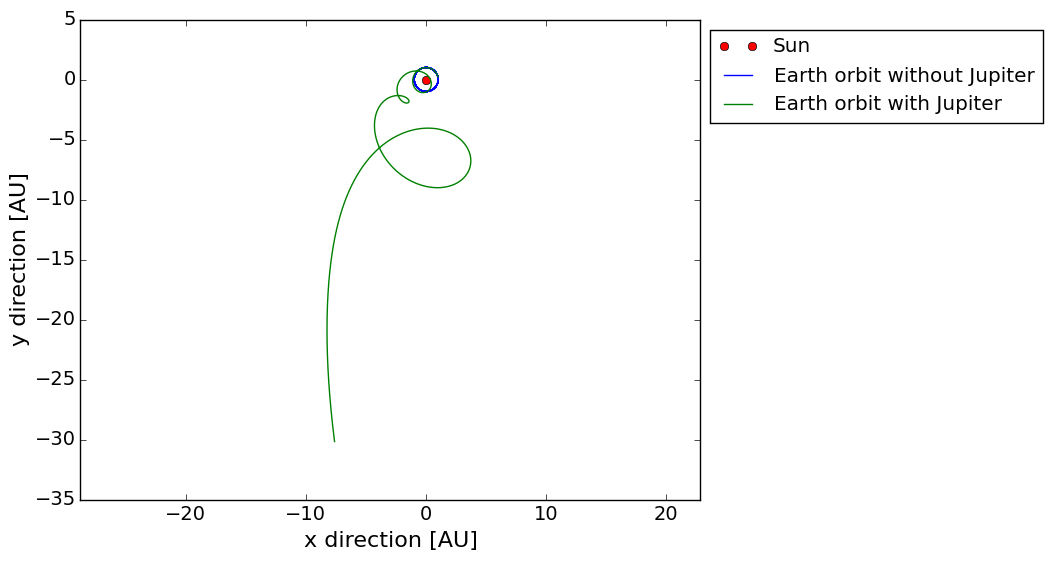 5
0
−5
−10
−15
−20
−25
−30
−35
y direction [AU]
−20
−10
0
10
20
x direction [AU]
Sun
Earth orbit without Jupiter
Earth orbit with Jupiter